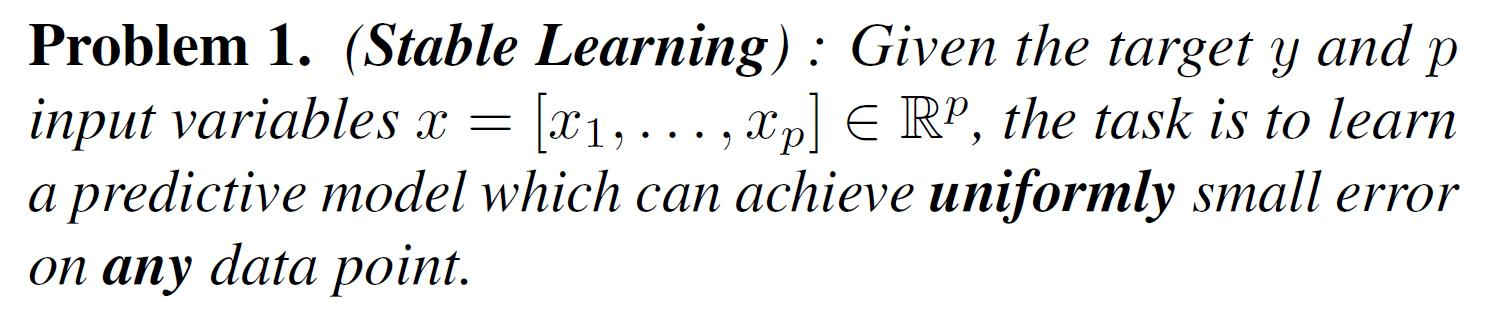 Problem 1. (Stable Learning) : Given the target y and p
input variables x = [x₁, . . . , xₚ] ∈ ℝᵖ, the task is to learn
a predictive model which can achieve uniformly small error
on any data point.